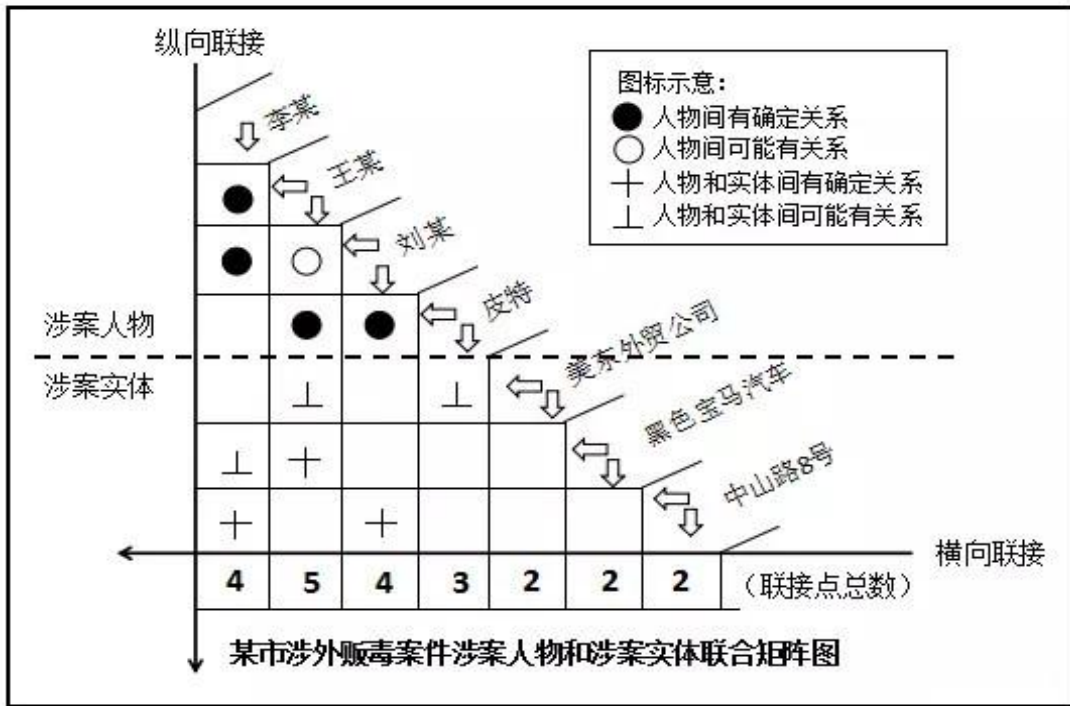 纵向联接
图标示意：
人物间有确定关系
人物间可能有关系
人物和实体间有确定关系
人物和实体间可能有关系
李某
王某
刘某
皮特
美东外贸公司
黑色宝马汽车
中山路8号
涉案人物
涉案实体
横向联接
4 5 4 3 2 2 2 （联接点总数）
某市涉外贩毒案件涉案人物和涉案实体联合矩阵图